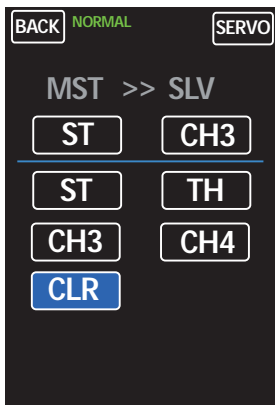 BACK NORMAL SERVO
MST >> SLV
ST CH3
ST TH
CH3 CH4
CLR